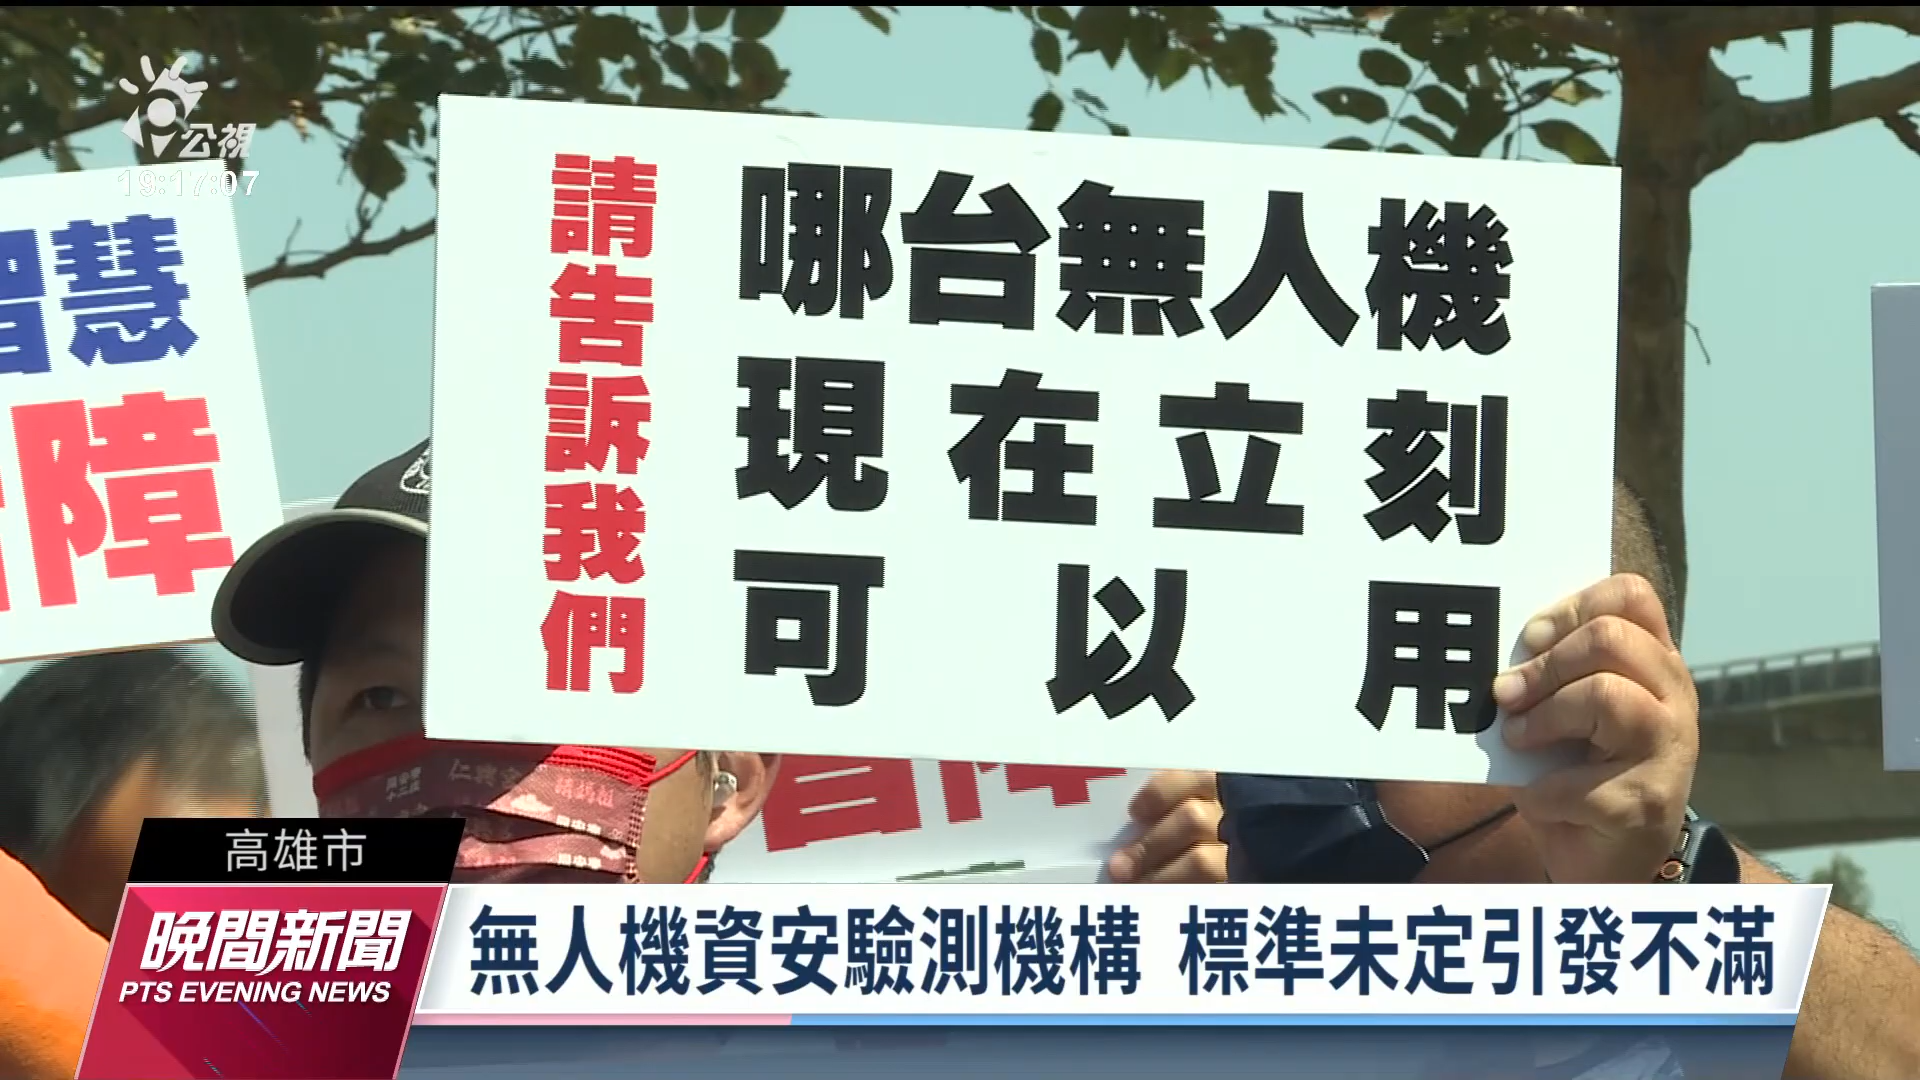 公視
19:17:07
智慧
障
請告訴我們
哪台無人機
現在立刻
可以用
高雄市
晚間新聞
PTS EVENING NEWS
無人機資安驗測機構 標準未定引發不滿